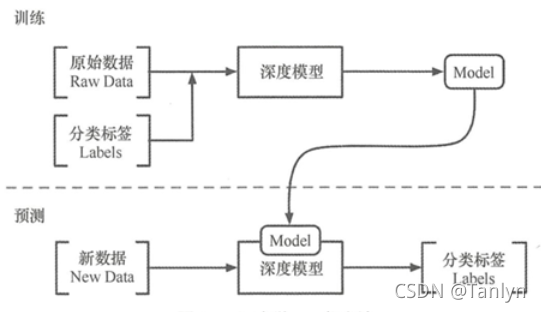 训练
原始数据
Raw Data
深度模型
Model
分类标签
Labels
预测
Model
新数据
New Data
深度模型
分类标签
Labels
CSDN @Tanlyn